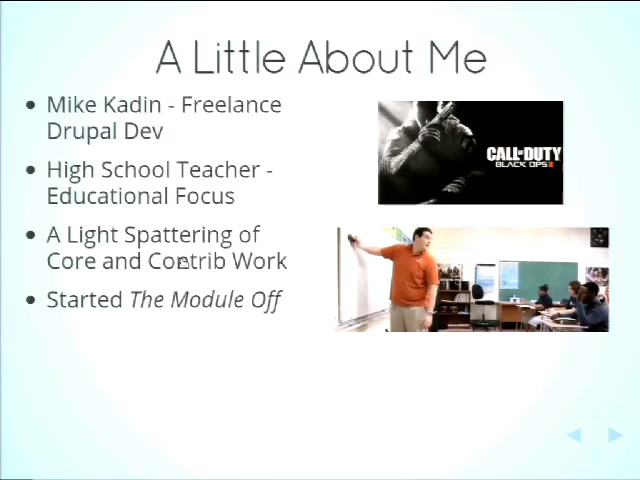 A Little About Me
Mike Kadin - Freelance
Drupal Dev
High School Teacher -
Educational Focus
A Light Spattering of
Core and Contrib Work
Started The Module Off
CALL OF DUTY
BLACK OPS II